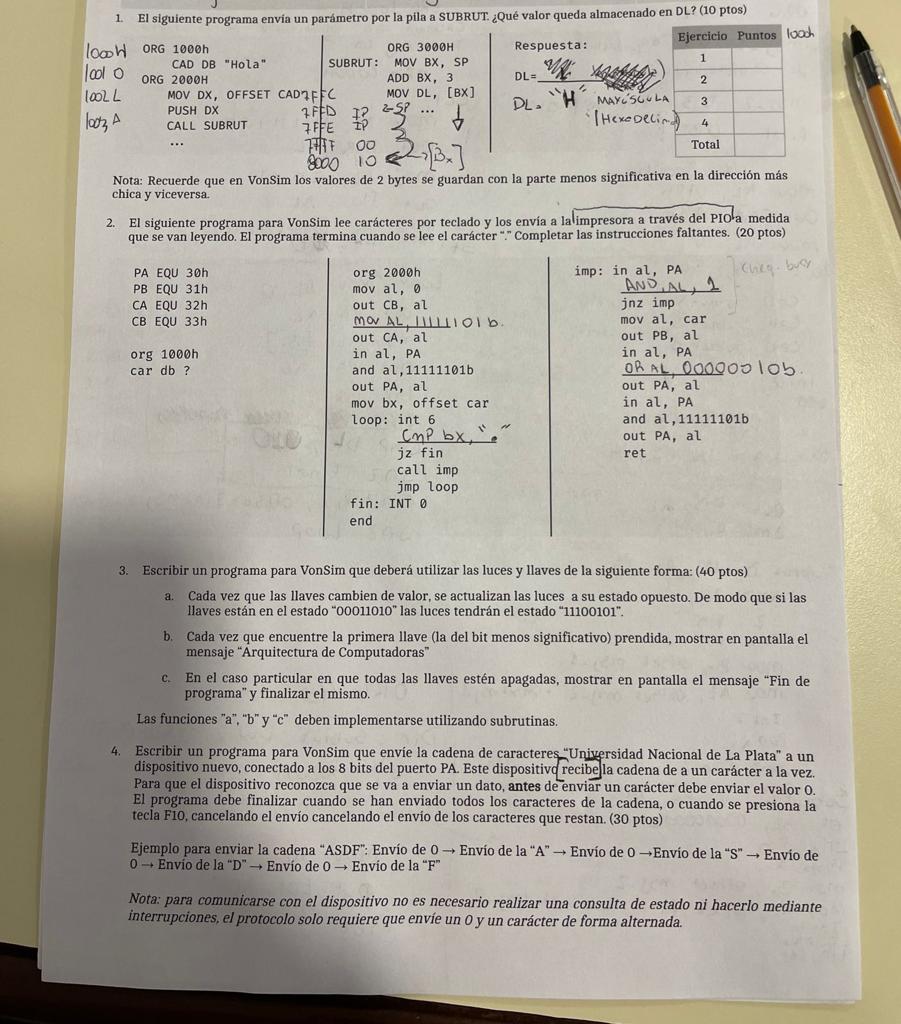 1. El siguiente programa envía un parámetro por la pila a SUBRUT. ¿Qué valor queda almacenado en DL? (10 ptos)
1000H
1001 O
1002 L
1003 A
ORG 1000h
CAD DB "Hola"
ORG 2000H
MOV DX, OFFSET CAD
PUSH DX
CALL SUBRUT
...
7FFC
7FFD IP
7FFE IP
7FFF 00
8000 10
←SP
[Bx]
ORG 3000H
SUBRUT: MOV BX, SP
ADD BX, 3
MOV DL, [BX]
...
Respuesta:
DL=
DL = "H" MAYUSCULA
(HexaDecimal)
Ejercicio Puntos
1
2
3
4
Total
Nota: Recuerde que en VonSim los valores de 2 bytes se guardan con la parte menos significativa en la dirección más
chica y viceversa.
2. El siguiente programa para VonSim lee carácteres por teclado y los envía a la impresora a través del PIO a medida
que se van leyendo. El programa termina cuando se lee el carácter "." Completar las instrucciones faltantes. (20 ptos)
PA EQU 30h
PB EQU 31h
CA EQU 32h
CB EQU 33h
org 1000h
car db ?
org 2000h
mov al, 0
out CB, al
MOV AL, 11111101b.
out CA, al
in al, PA
and al,11111101b
out PA, al
mov bx, offset car
loop: int 6
CMP bx, "."
jz fin
call imp
jmp loop
fin: INT 0
end
imp: in al, PA
AND, AL, 1
jnz imp
mov al, car
out PB, al
in al, PA
OR AL, 00000010b.
out PA, al
in al, PA
and al,11111101b
out PA, al
ret
Cheq. busy
3. Escribir un programa para VonSim que deberá utilizar las luces y llaves de la siguiente forma: (40 ptos)
a. Cada vez que las llaves cambien de valor, se actualizan las luces a su estado opuesto. De modo que si las
llaves están en el estado "00011010" las luces tendrán el estado "11100101".
b. Cada vez que encuentre la primera llave (la del bit menos significativo) prendida, mostrar en pantalla el
mensaje "Arquitectura de Computadoras"
c. En el caso particular en que todas las llaves estén apagadas, mostrar en pantalla el mensaje "Fin de
programa" y finalizar el mismo.
Las funciones "a", "b" y "c" deben implementarse utilizando subrutinas.
4. Escribir un programa para VonSim que envíe la cadena de caracteres "Universidad Nacional de La Plata" a un
dispositivo nuevo, conectado a los 8 bits del puerto PA. Este dispositivo recibe la cadena de a un carácter a la vez.
Para que el dispositivo reconozca que se va a enviar un dato, antes de enviar un carácter debe enviar el valor 0.
El programa debe finalizar cuando se han enviado todos los caracteres de la cadena, o cuando se presiona la
tecla F10, cancelando el envío cancelando el envío de los caracteres que restan. (30 ptos)
Ejemplo para enviar la cadena "ASDF": Envío de 0 → Envío de la "A" → Envío de 0 →Envío de la "S" → Envío de
0 → Envío de la "D" → Envío de 0 → Envío de la "F"
Nota: para comunicarse con el dispositivo no es necesario realizar una consulta de estado ni hacerlo mediante
interrupciones, el protocolo solo requiere que envíe un 0 y un carácter de forma alternada.